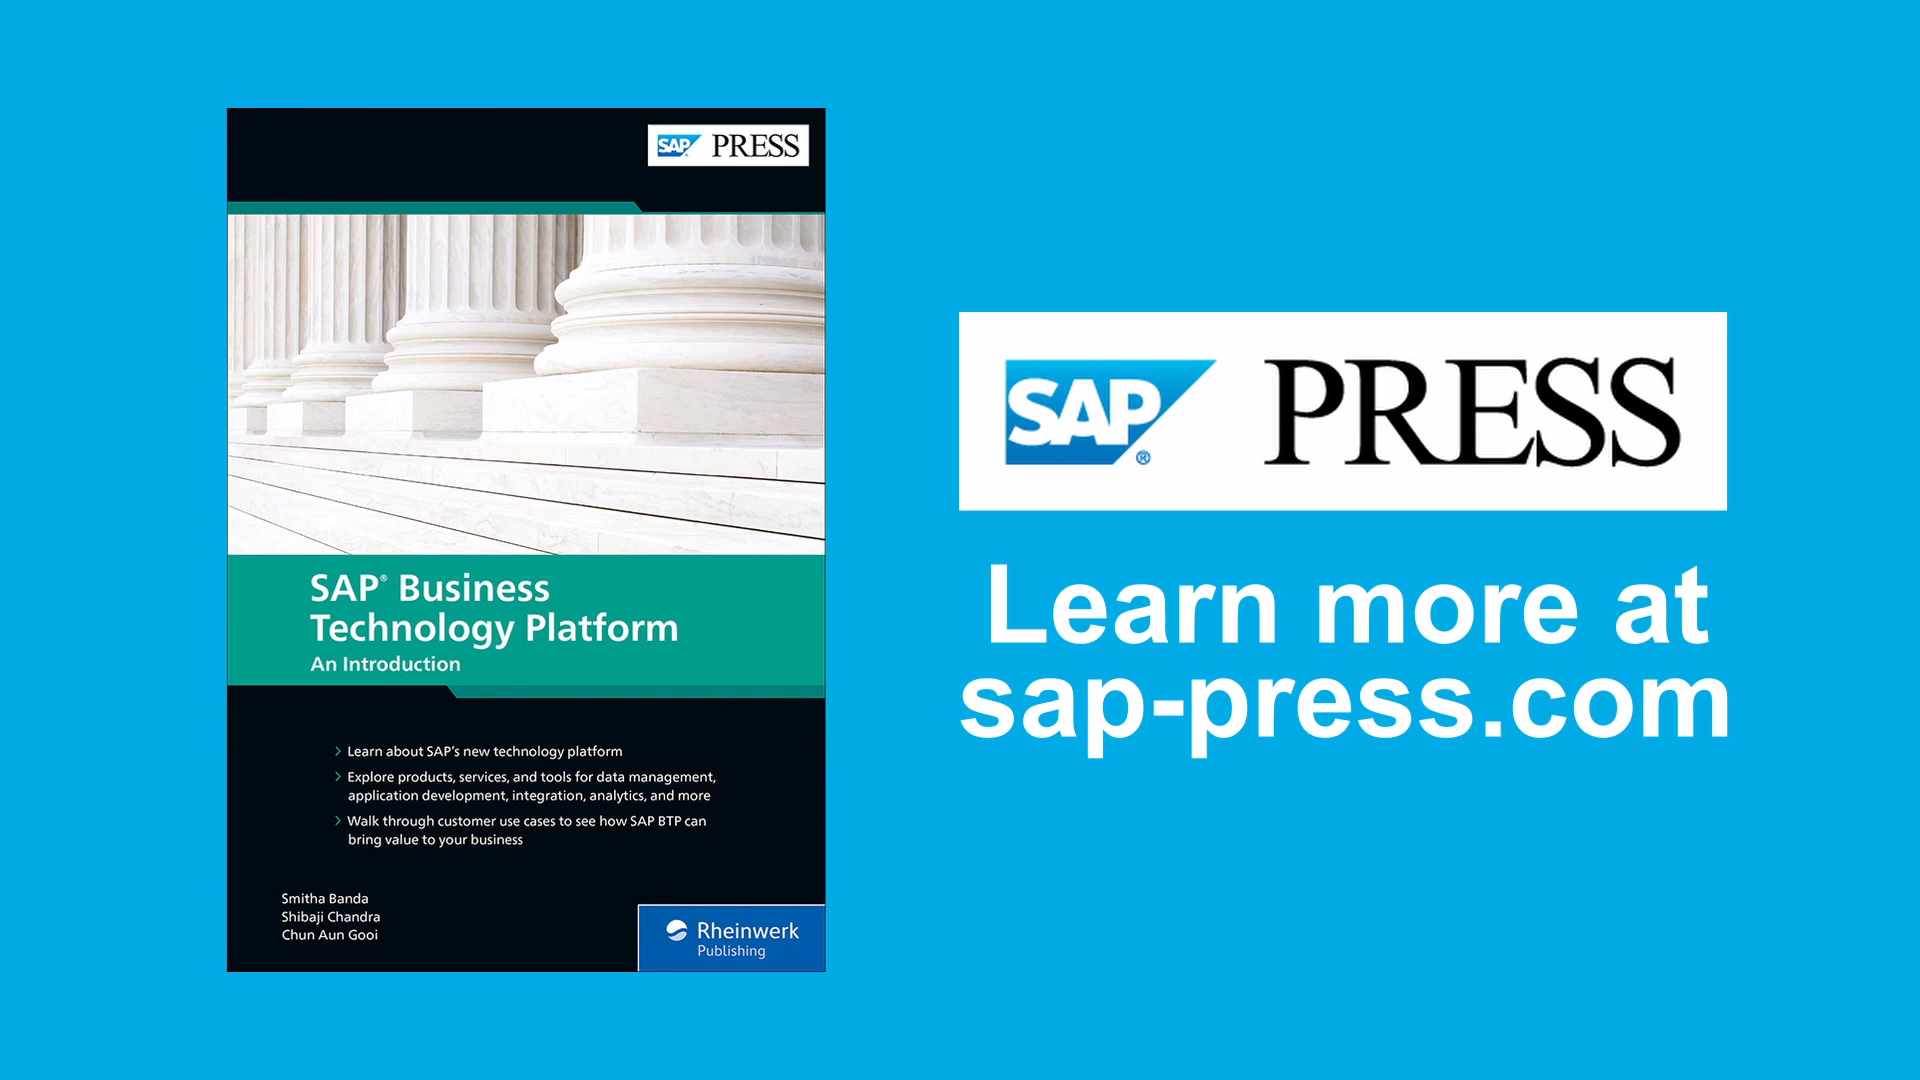 SAP PRESS
SAP® Business
Technology Platform
An Introduction
> Learn about SAP’s new technology platform
> Explore products, services, and tools for data management,
application development, integration, analytics, and more
> Walk through customer use cases to see how SAP BTP can
bring value to your business
Smitha Banda
Shibaji Chandra
Chun Aun Gooi
Rheinwerk
Publishing
SAP® PRESS
Learn more at
sap-press.com